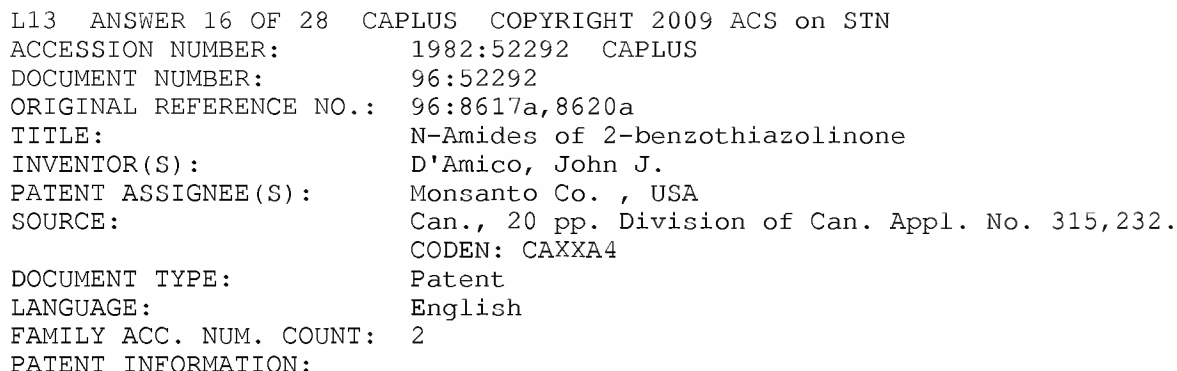 L13 ANSWER 16 OF 28 CAPLUS COPYRIGHT 2009 ACS on STN
ACCESSION NUMBER: 1982:52292 CAPLUS
DOCUMENT NUMBER: 96:52292
ORIGINAL REFERENCE NO.: 96:8617a,8620a
TITLE: N-Amides of 2-benzothiazolinone
INVENTOR(S): D'Amico, John J.
PATENT ASSIGNEE(S): Monsanto Co. , USA
SOURCE: Can., 20 pp. Division of Can. Appl. No. 315,232.
CODEN: CAXXA4
DOCUMENT TYPE: Patent
LANGUAGE: English
FAMILY ACC. NUM. COUNT: 2
PATENT INFORMATION: